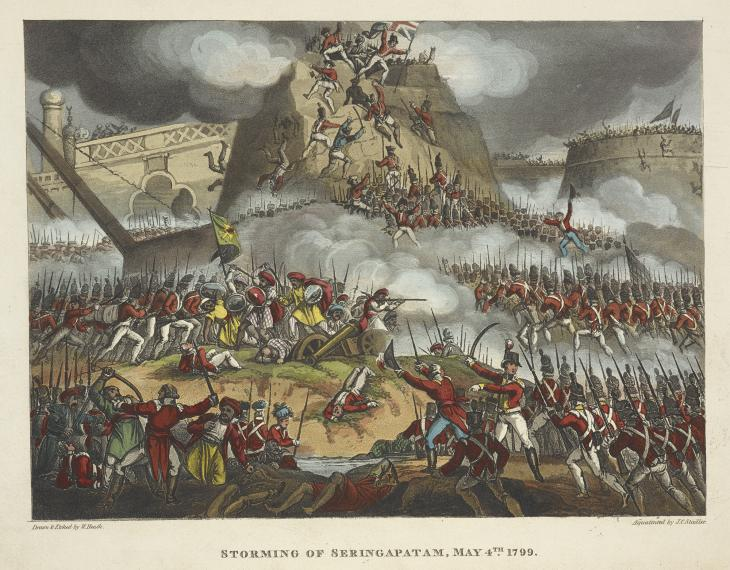 Drawn & Etched by W. Heath.
Aquatinted by J. C. Stadler.
STORMING OF SERINGAPATAM, MAY 4TH. 1799.